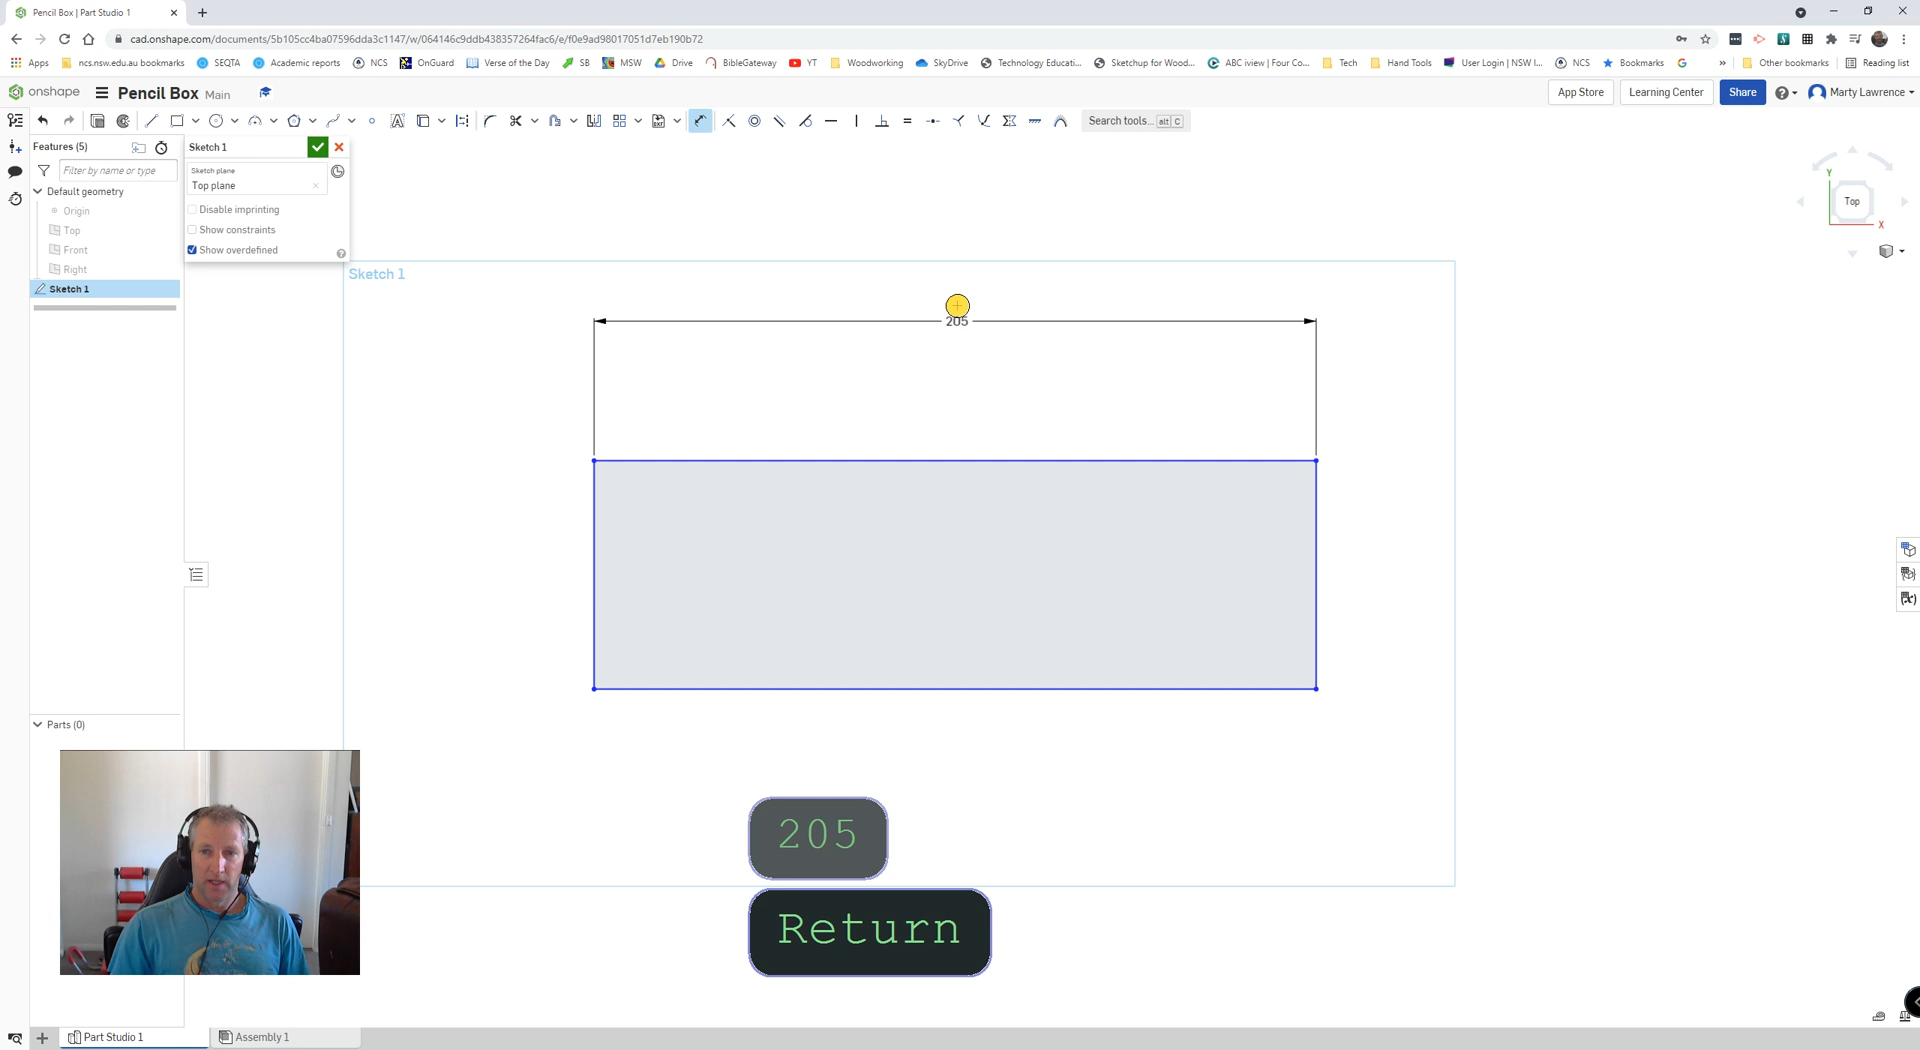 Pencil Box | Part Studio 1
cad.onshape.com/documents/5b105cc4ba07596dda3c1147/w/064146c9ddb438357264fac6/e/f0e9ad98017051d7eb190b72
Apps ncs.nsw.edu.au bookmarks SEQTA Academic reports NCS OnGuard Verse of the Day SB MSW Drive BibleGateway YT Woodworking SkyDrive Technology Educati... Sketchup for Wood... ABC iview | Four Co... Tech Hand Tools User Login | NSW I... NCS Bookmarks » Other bookmarks Reading list
onshape Pencil Box Main App Store Learning Center Share Marty Lawrence
Search tools... alt C
Features (5)
Filter by name or type
Default geometry
Origin
Top
Front
Right
Sketch 1
Sketch 1
Sketch plane
Top plane
Disable imprinting
Show constraints
Show overdefined
Sketch 1
205
Y
Top
X
Parts (0)
205
Return
Part Studio 1
Assembly 1